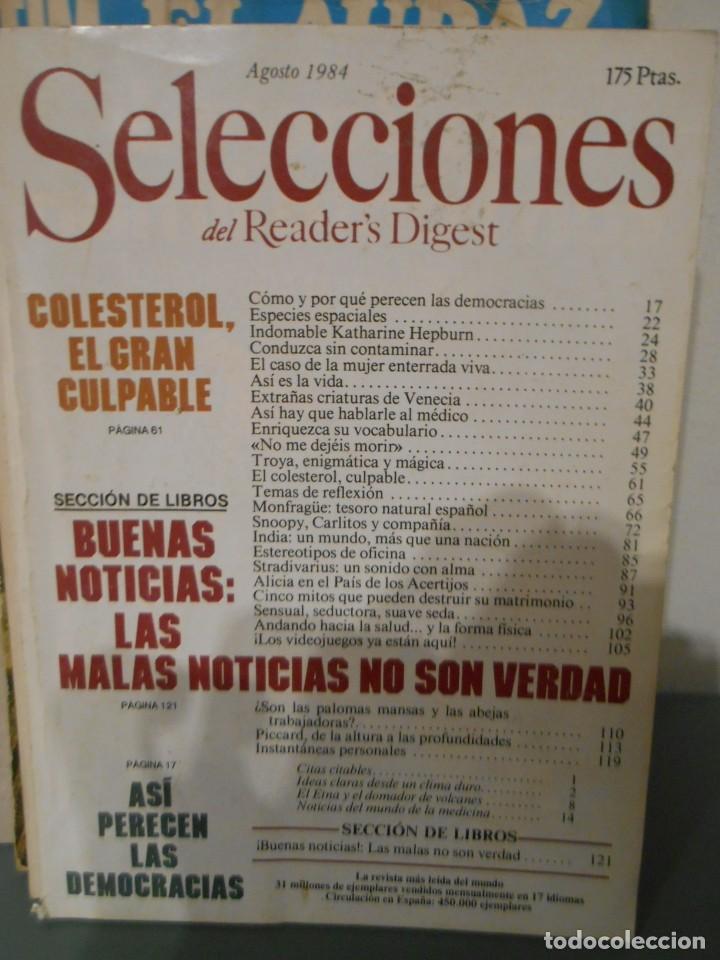 EL AUDAZ
Agosto 1984
175 Ptas.
Selecciones
del Reader's Digest
COLESTEROL,
EL GRAN
CULPABLE
PÁGINA 61
SECCIÓN DE LIBROS
BUENAS
NOTICIAS:
LAS
MALAS NOTICIAS NO SON VERDAD
PÁGINA 121
PÁGINA 17
ASÍ
PERECEN
LAS
DEMOCRACIAS
Cómo y por qué perecen las democracias ........ 17
Especies espaciales ........ 22
Indomable Katharine Hepburn ........ 24
Conduzca sin contaminar ........ 28
El caso de la mujer enterrada viva ........ 33
Así es la vida ........ 38
Extrañas criaturas de Venecia ........ 40
Así hay que hablarle al médico ........ 44
Enriquezca su vocabulario ........ 47
«No me dejéis morir» ........ 49
Troya, enigmática y mágica ........ 55
El colesterol, culpable ........ 61
Temas de reflexión ........ 65
Monfragüe: tesoro natural español ........ 66
Snoopy, Carlitos y compañía ........ 72
India: un mundo, más que una nación ........ 81
Estereotipos de oficina ........ 85
Stradivarius: un sonido con alma ........ 87
Alicia en el País de los Acertijos ........ 91
Cinco mitos que pueden destruir su matrimonio .. 93
Sensual, seductora, suave seda ........ 96
Andando hacia la salud... y la forma física ........ 102
¡Los videojuegos ya están aquí! ........ 105
¿Son las palomas mansas y las abejas
trabajadoras? ........ 110
Piccard, de la altura a las profundidades ........ 113
Instantáneas personales ........ 119
Citas citables ........ 1
Ideas claras desde un clima duro ........ 2
El Etna y el domador de volcanes ........ 8
Noticias del mundo de la medicina ........ 14
SECCIÓN DE LIBROS
¡Buenas noticias!: Las malas no son verdad ....... 121
La revista más leída del mundo
31 millones de ejemplares vendidos mensualmente en 17 idiomas
Circulación en España: 450.000 ejemplares
todocoleccion